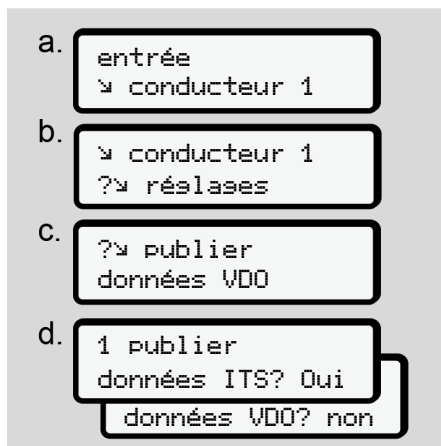 a.
entrée
↘ conducteur 1
b.
↘ conducteur 1
?↘ réglages
c.
?↘ publier
données VDO
d.
1 publier
données ITS? Oui
données VDO? non